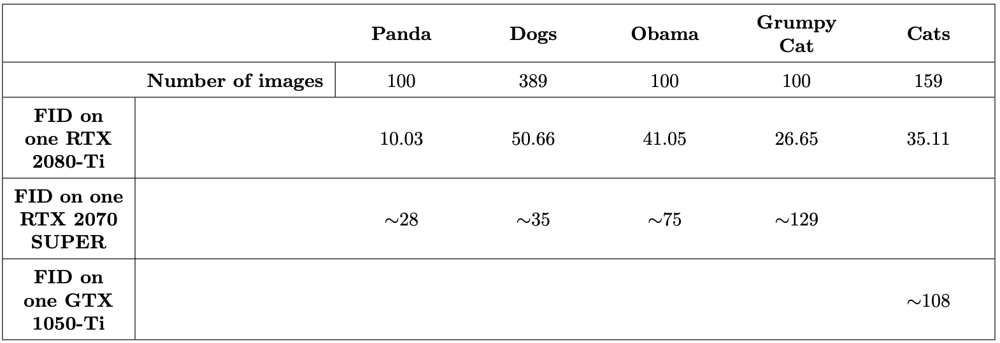 Panda Dogs Obama Grumpy Cat Cats
Number of images 100 389 100 100 159
FID on
one RTX
2080-Ti
10.03 50.66 41.05 26.65 35.11
FID on one
RTX 2070
SUPER
~28 ~35 ~75 ~129
FID on
one GTX
1050-Ti
~108